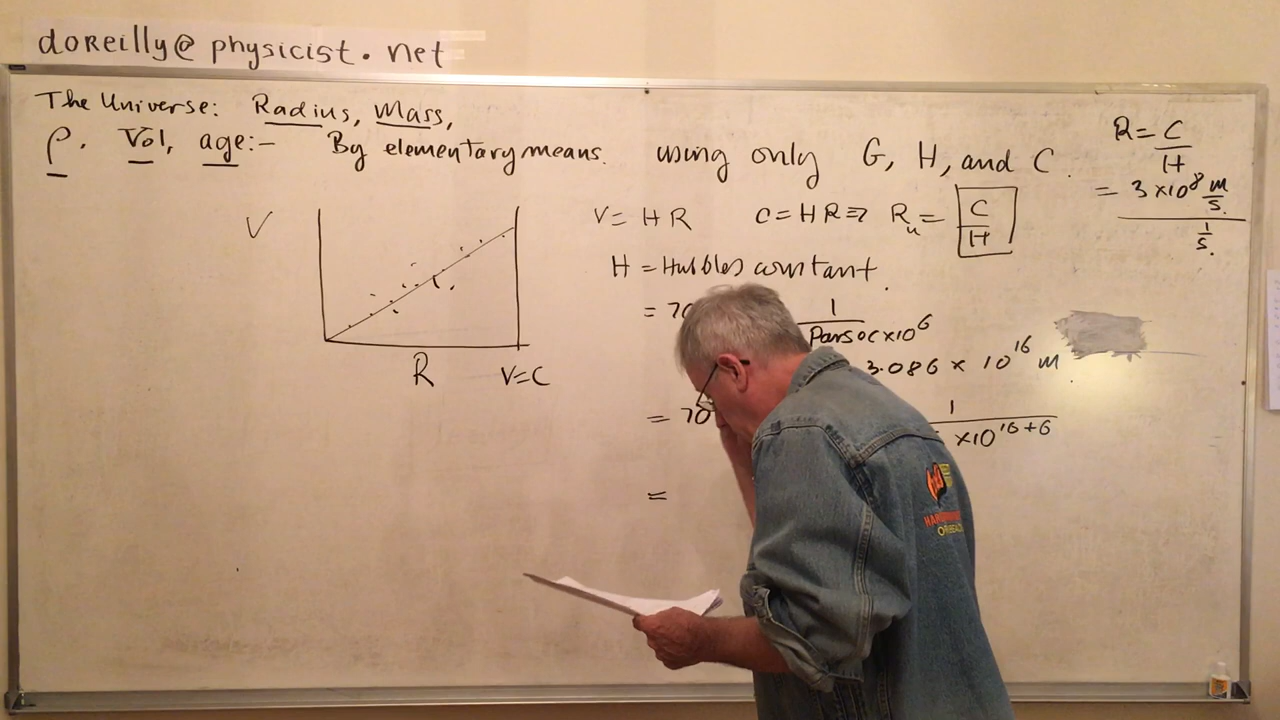 doreilly@physicist.net
The Universe: Radius, Mass,
ρ. Vol, age:- By elementary means. using only G, H, and C.
R = C/H
= 3×10⁸ m/s.
1/s.
V
V = HR C = HR ⇒ Rᵤ = C/H
H = Hubbles constant.
= 70
1/Parsec×10⁶
R V=C
3.086 × 10¹⁶ m.
= 70
1/
×10¹⁶⁺⁶
=